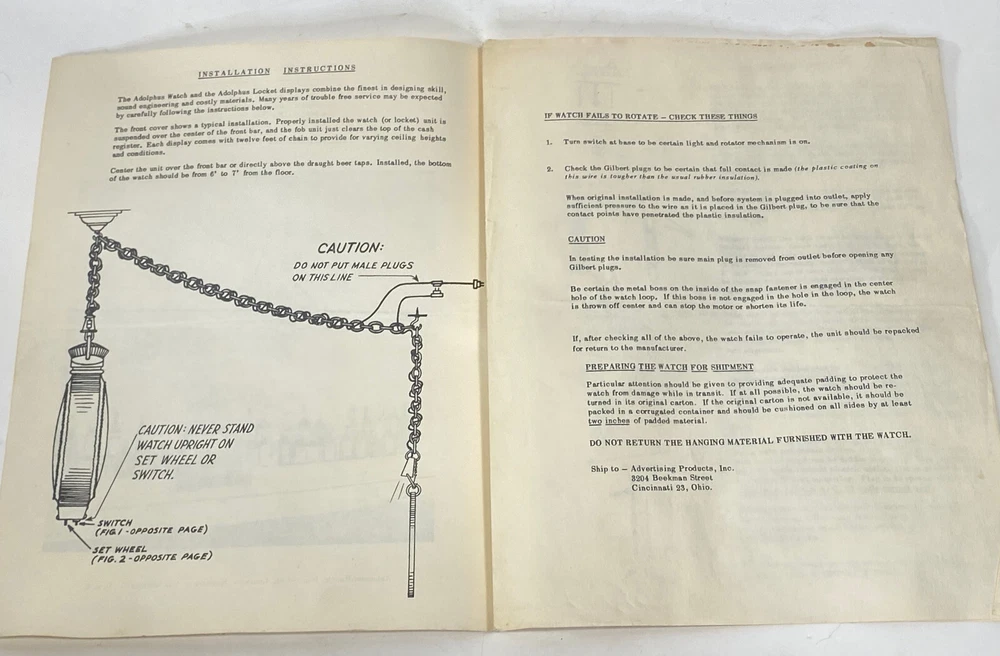 INSTALLATION INSTRUCTIONS
The Adolphus Watch and the Adolphus Locket displays combine the finest in designing skill,
sound engineering and costly materials. Many years of trouble free service may be expected
by carefully following the instructions below.
The front cover shows a typical installation. Properly installed the watch (or locket) unit is
suspended over the center of the front bar, and the fob unit just clears the top of the cash
register. Each display comes with twelve feet of chain to provide for varying ceiling heights
and conditions.
Center the unit over the front bar or directly above the draught beer taps. Installed, the bottom
of the watch should be from 6' to 7' from the floor.
CAUTION:
DO NOT PUT MALE PLUGS
ON THIS LINE
CAUTION: NEVER STAND
WATCH UPRIGHT ON
SET WHEEL OR
SWITCH.
SWITCH
(FIG. 1 - OPPOSITE PAGE)
SET WHEEL
(FIG. 2 - OPPOSITE PAGE)
IF WATCH FAILS TO ROTATE — CHECK THESE THINGS
1. Turn switch at base to be certain light and rotator mechanism is on.
2. Check the Gilbert plugs to be certain that full contact is made (the plastic coating on
this wire is tougher than the usual rubber insulation).
When original installation is made, and before system is plugged into outlet, apply
sufficient pressure to the wire as it is placed in the Gilbert plug, to be sure that the
contact points have penetrated the plastic insulation.
CAUTION
In testing the installation be sure main plug is removed from outlet before opening any
Gilbert plugs.
Be certain the metal boss on the inside of the snap fastener is engaged in the center
hole of the watch loop. If this boss is not engaged in the hole in the loop, the watch
is thrown off center and can stop the motor or shorten its life.
If, after checking all of the above, the watch fails to operate, the unit should be repacked
for return to the manufacturer.
PREPARING THE WATCH FOR SHIPMENT
Particular attention should be given to providing adequate padding to protect the
watch from damage while in transit. If at all possible, the watch should be re-
turned in its original carton. If the original carton is not available, it should be
packed in a corrugated container and should be cushioned on all sides by at least
two inches of padded material.
DO NOT RETURN THE HANGING MATERIAL FURNISHED WITH THE WATCH.
Ship to — Advertising Products, Inc.
3204 Beekman Street
Cincinnati 23, Ohio.